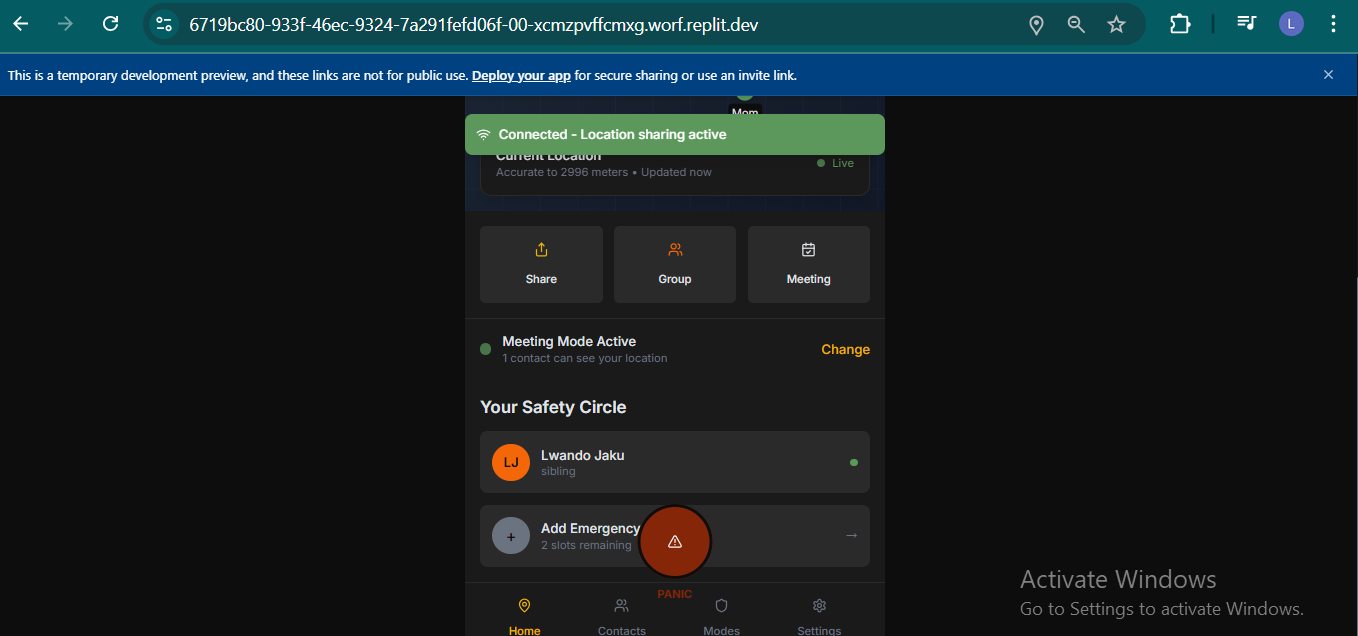 6719bc80-933f-46ec-9324-7a291fefd06f-00-xcmzpvffcmxg.worf.replit.dev
L
This is a temporary development preview, and these links are not for public use. Deploy your app for secure sharing or use an invite link.
Mom
Connected - Location sharing active
Current Location
Live
Accurate to 2996 meters • Updated now
Share
Group
Meeting
Meeting Mode Active
1 contact can see your location
Change
Your Safety Circle
LJ
Lwando Jaku
sibling
+
Add Emergency
2 slots remaining
→
PANIC
Home
Contacts
Modes
Settings
Activate Windows
Go to Settings to activate Windows.